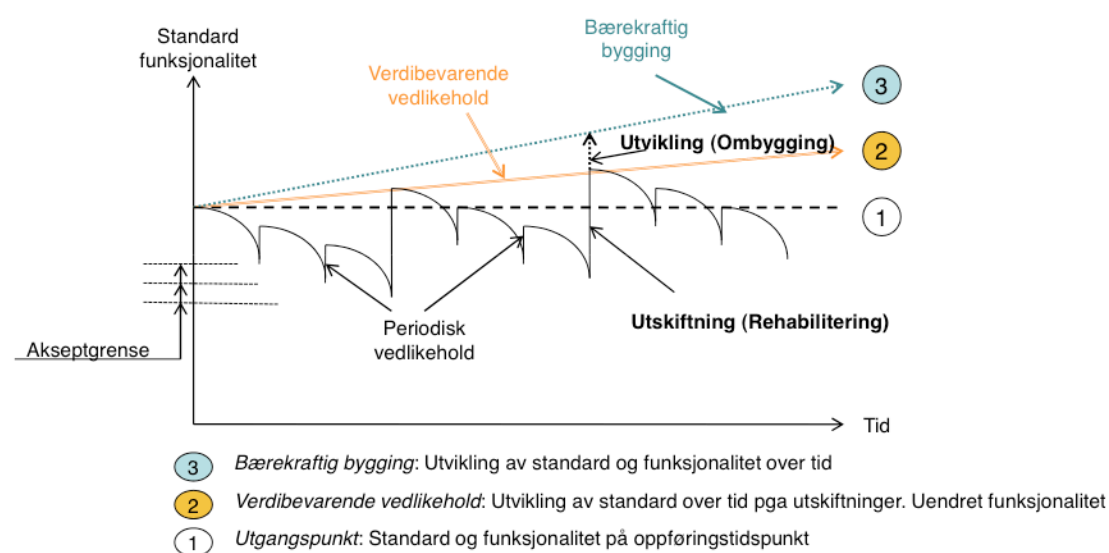 Bærekraftig
bygging
Standard
funksjonalitet
Verdibevarende
vedlikehold
3
Utvikling (Ombygging)
2
1
Periodisk
vedlikehold
Utskiftning (Rehabilitering)
Akseptgrense
Tid
3 Bærekraftig bygging: Utvikling av standard og funksjonalitet over tid
2 Verdibevarende vedlikehold: Utvikling av standard over tid pga utskiftninger. Uendret funksjonalitet
1 Utgangspunkt: Standard og funksjonalitet på oppføringstidspunkt